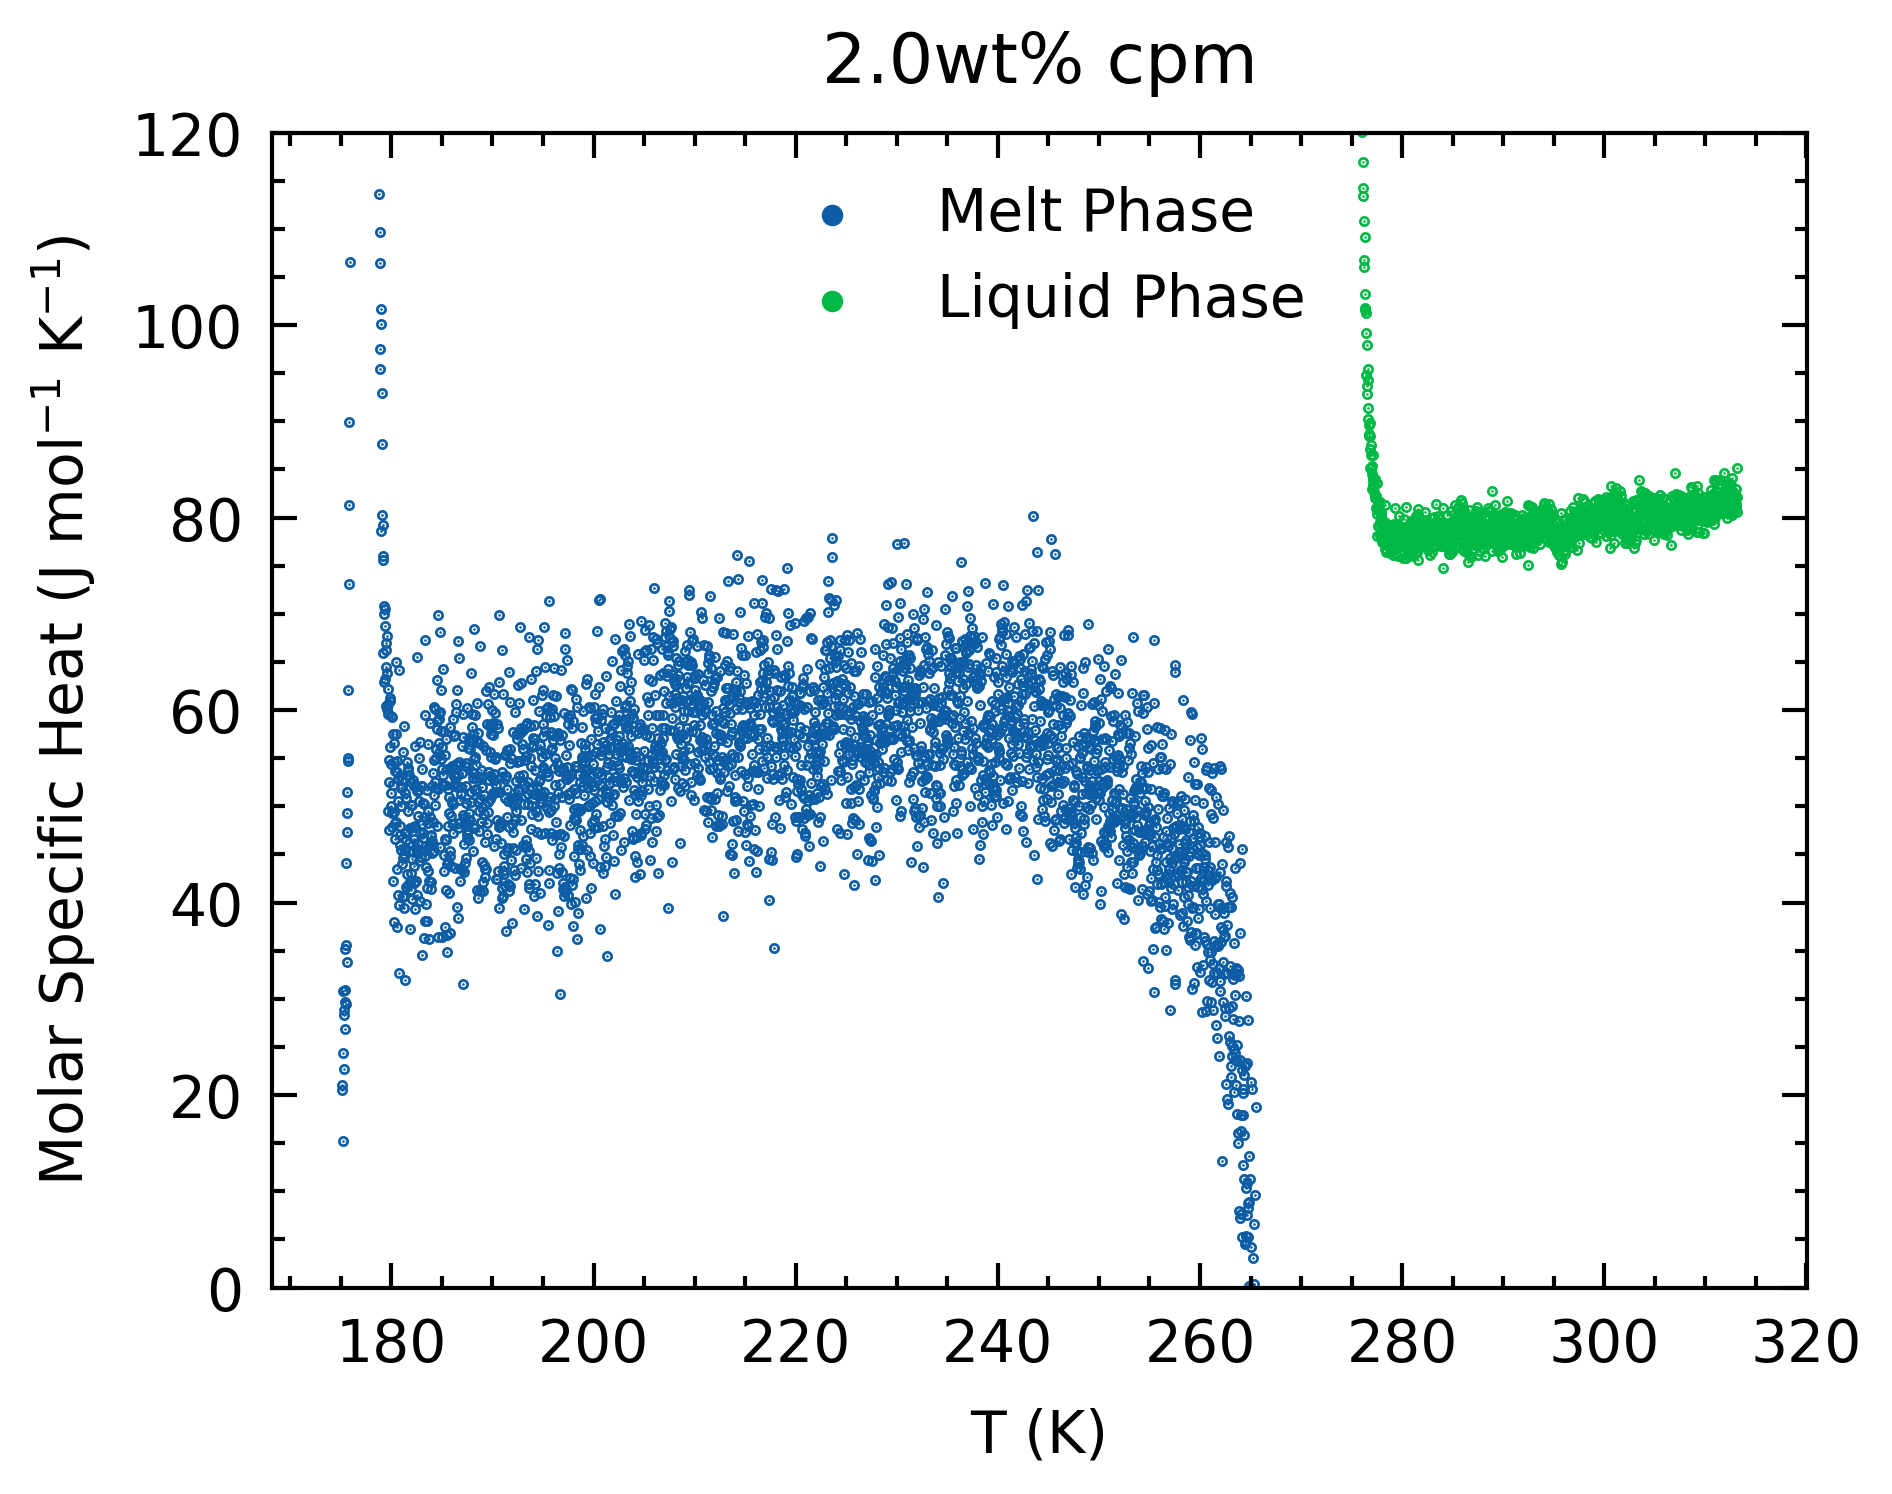 2.0wt% cpm
Molar Specific Heat (J mol⁻¹ K⁻¹)
120
100
80
60
40
20
0
Melt Phase
Liquid Phase
180 200 220 240 260 280 300 320
T (K)